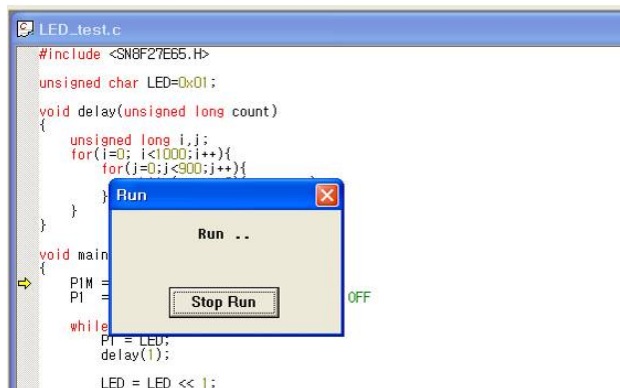 LED_test.c
#include <SN8F27E65.H>
unsigned char LED=0x01;
void delay(unsigned long count)
{
unsigned long i,j;
for(i=0; i<1000;i++){
for(j=0;j<900;j++){
}
}
}
Run
Run ..
Stop Run
void main
{
P1M =
P1 = OFF
while
P1 = LED;
delay(1);
LED = LED << 1;